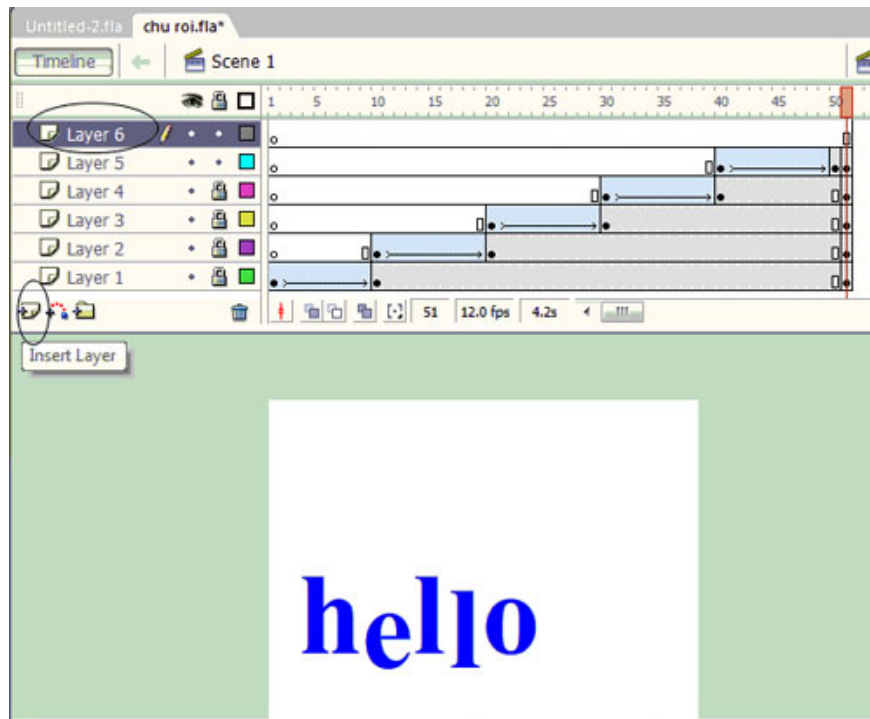 Untitled-2.fla chu roi.fla*
Timeline Scene 1
1 5 10 15 20 25 30 35 40 45 50
Layer 6
Layer 5
Layer 4
Layer 3
Layer 2
Layer 1
51 12.0 fps 4.2s
Insert Layer
hello